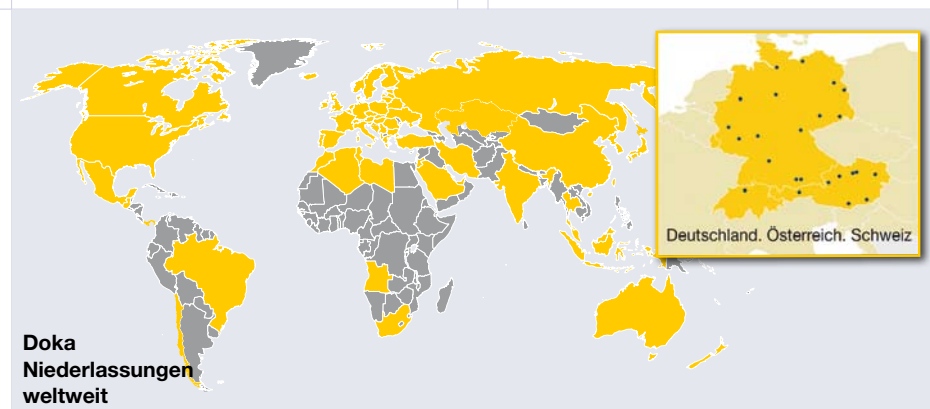 Deutschland. Österreich. Schweiz
Doka
Niederlassungen
weltweit